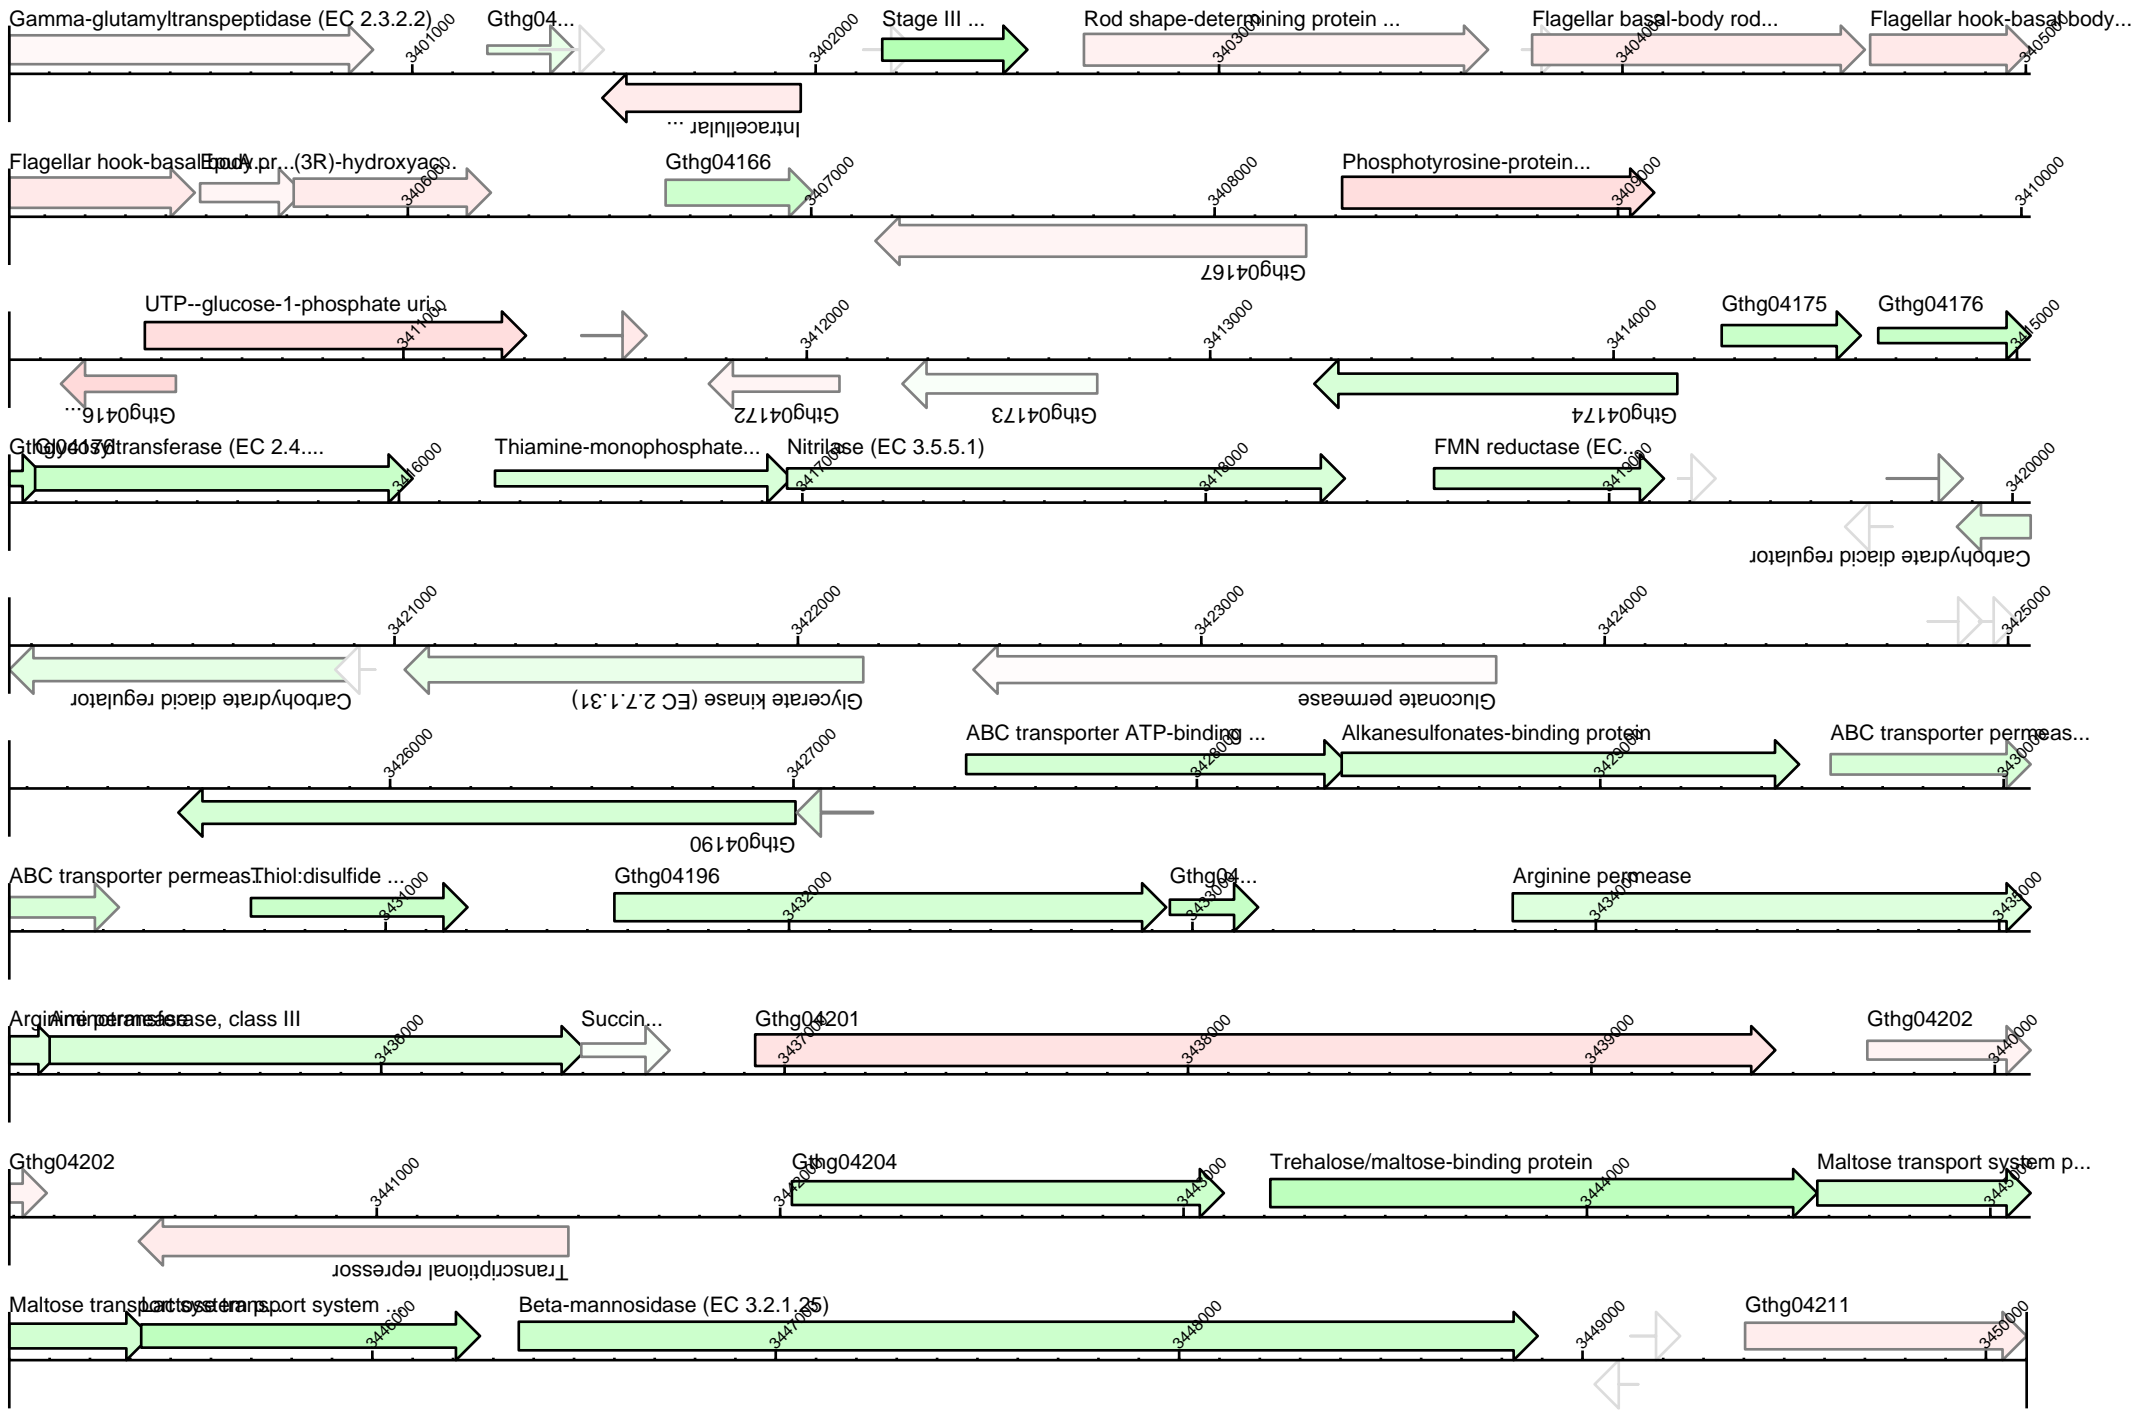 Gamma-glutamyltranspeptidase (EC 2.3.2.2) Gthg04... Stage III ... Rod shape-determining protein ... Flagellar basal-body rod... Flagellar hook-basal body...
3401000 3402000 3403000 3404000 3405000
Intracellular ...
Flagellar hook-basal body pr... EpuA ... (3R)-hydroxyac... Gthg04166 Phosphotyrosine-protein...
3406000 3407000 3408000 3409000 3410000
Gthg04167
UTP--glucose-1-phosphate uri... Gthg04175 Gthg04176
3411000 3412000 3413000 3414000 3415000
Gthg0416... Gthg04172 Gthg04173 Gthg04174
Gthg04176 Glycosyltransferase (EC 2.4.... Thiamine-monophosphate... Nitrilase (EC 3.5.5.1) FMN reductase (EC...
3416000 3417000 3418000 3419000 3420000
Carbohydrate diacid regulator
3421000 3422000 3423000 3424000 3425000
Carbohydrate diacid regulator Glycerate kinase (EC 2.7.1.31) Gluconate permease
ABC transporter ATP-binding ... Alkanesulfonates-binding protein ABC transporter permeas...
3426000 3427000 3428000 3429000 3430000
Gthg04190
ABC transporter permeas... Thiol:disulfide ... Gthg04196 Gthg04... Arginine permease
3431000 3432000 3433000 3434000 3435000
Arginine permease Aminotransferase, class III Succin... Gthg04201 Gthg04202
3436000 3437000 3438000 3439000 3440000
Gthg04202 Gthg04204 Trehalose/maltose-binding protein Maltose transport system p...
3441000 3442000 3443000 3444000 3445000
Transcriptional repressor
Maltose transport system p... Lactose transport system ... Beta-mannosidase (EC 3.2.1.25) Gthg04211
3446000 3447000 3448000 3449000 3450000